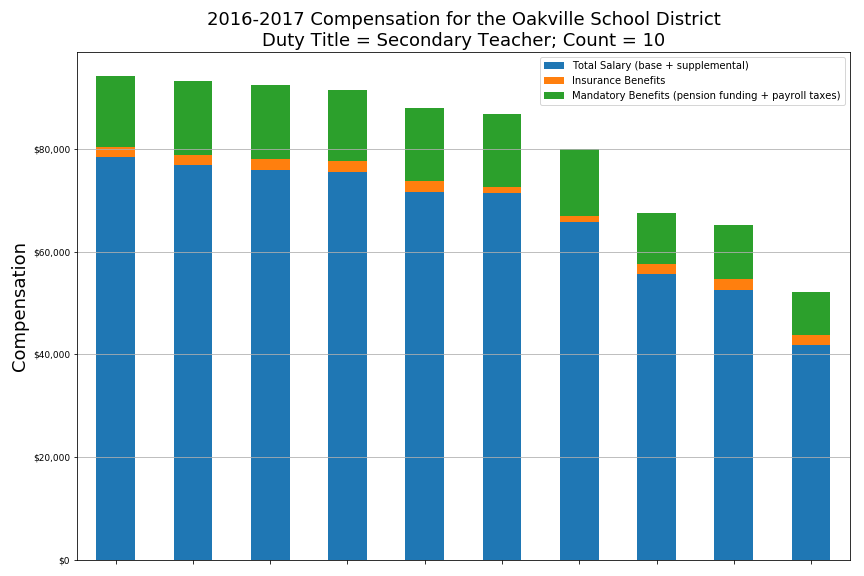 2016-2017 Compensation for the Oakville School District
Duty Title = Secondary Teacher; Count = 10
Total Salary (base + supplemental)
Insurance Benefits
Mandatory Benefits (pension funding + payroll taxes)
Compensation
$80,000
$60,000
$40,000
$20,000
$0